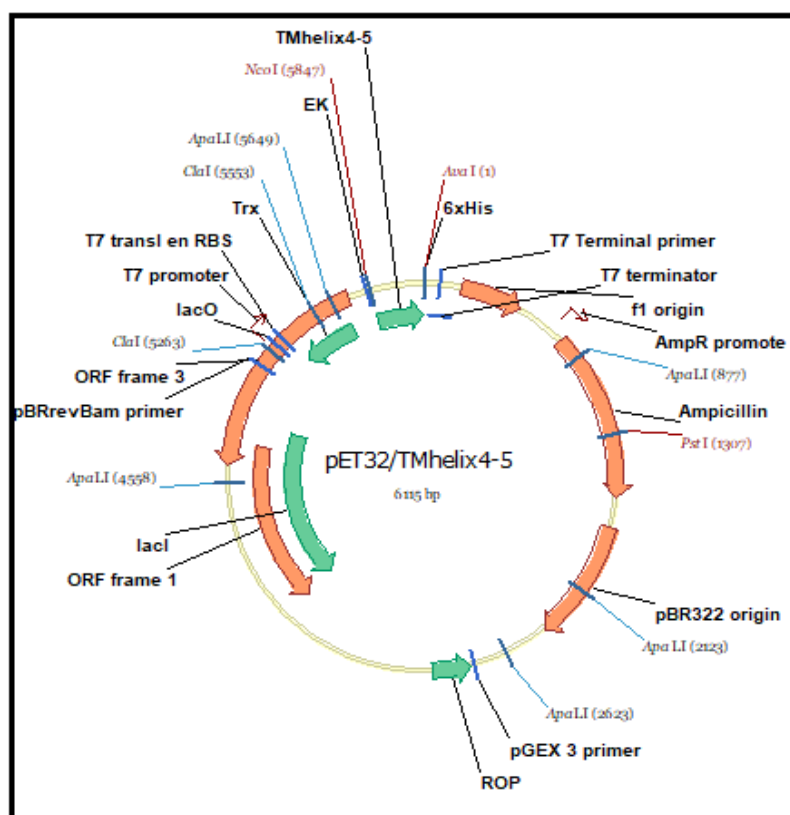 TMhelix4-5
NcoI (5847)
EK
ApaLI (5649)
AvaI (1)
ClaI (5553)
6xHis
Trx
T7 Terminal primer
T7 transl en RBS
T7 terminator
T7 promoter
f1 origin
lacO
AmpR promote
ClaI (5263)
ApaLI (877)
ORF frame 3
Ampicillin
pBRrevBam primer
PstI (1307)
pET32/TMhelix4-5
ApaLI (4558)
6115 bp
lacI
ORF frame 1
pBR322 origin
ApaLI (2123)
ApaLI (2623)
pGEX 3 primer
ROP